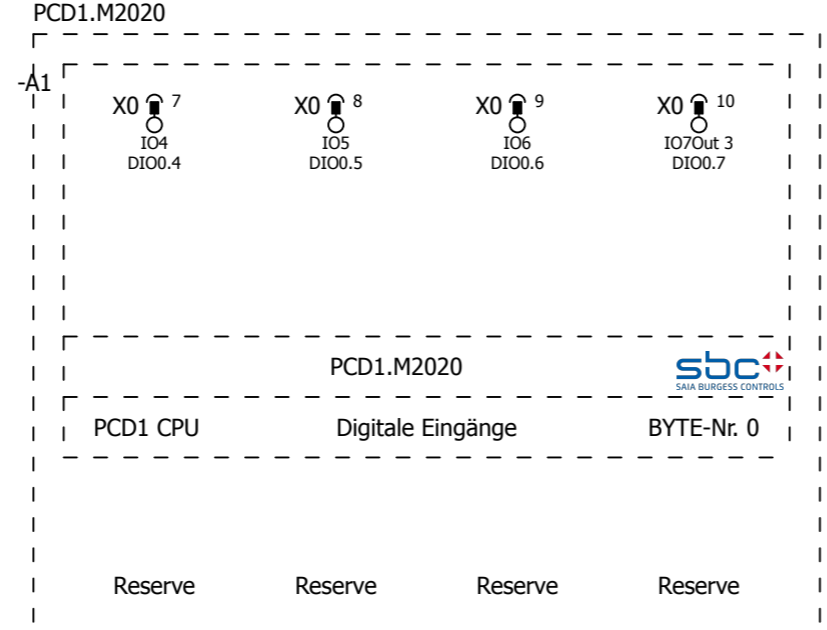 PCD1.M2020
-A1
X0 7 X0 8 X0 9 X0 10
IO4 IO5 IO6 IO7Out 3
DIO0.4 DIO0.5 DIO0.6 DIO0.7
PCD1.M2020 sbc
SAIA BURGESS CONTROLS
PCD1 CPU Digitale Eingänge BYTE-Nr. 0
Reserve Reserve Reserve Reserve